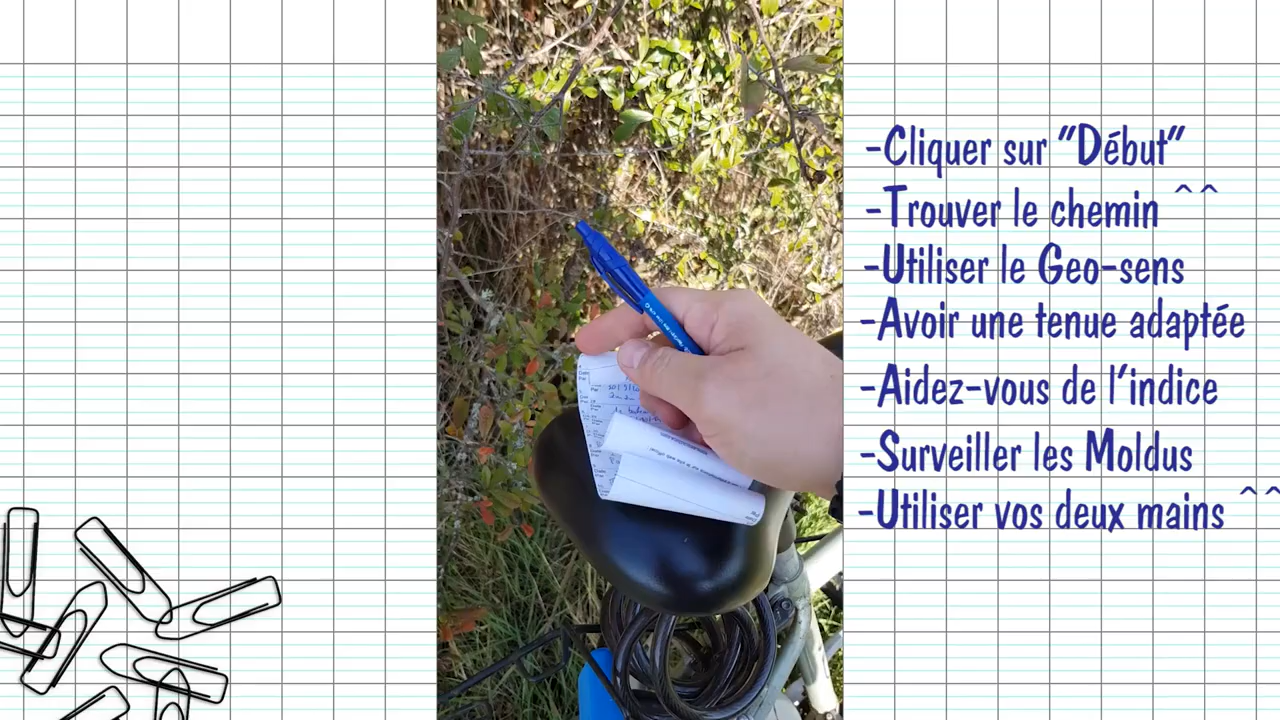 -Cliquer sur "Début"
-Trouver le chemin ^^
-Utiliser le Geo-sens
-Avoir une tenue adaptée
-Aidez-vous de l'indice
-Surveiller les Moldus
-Utiliser vos deux mains ^^